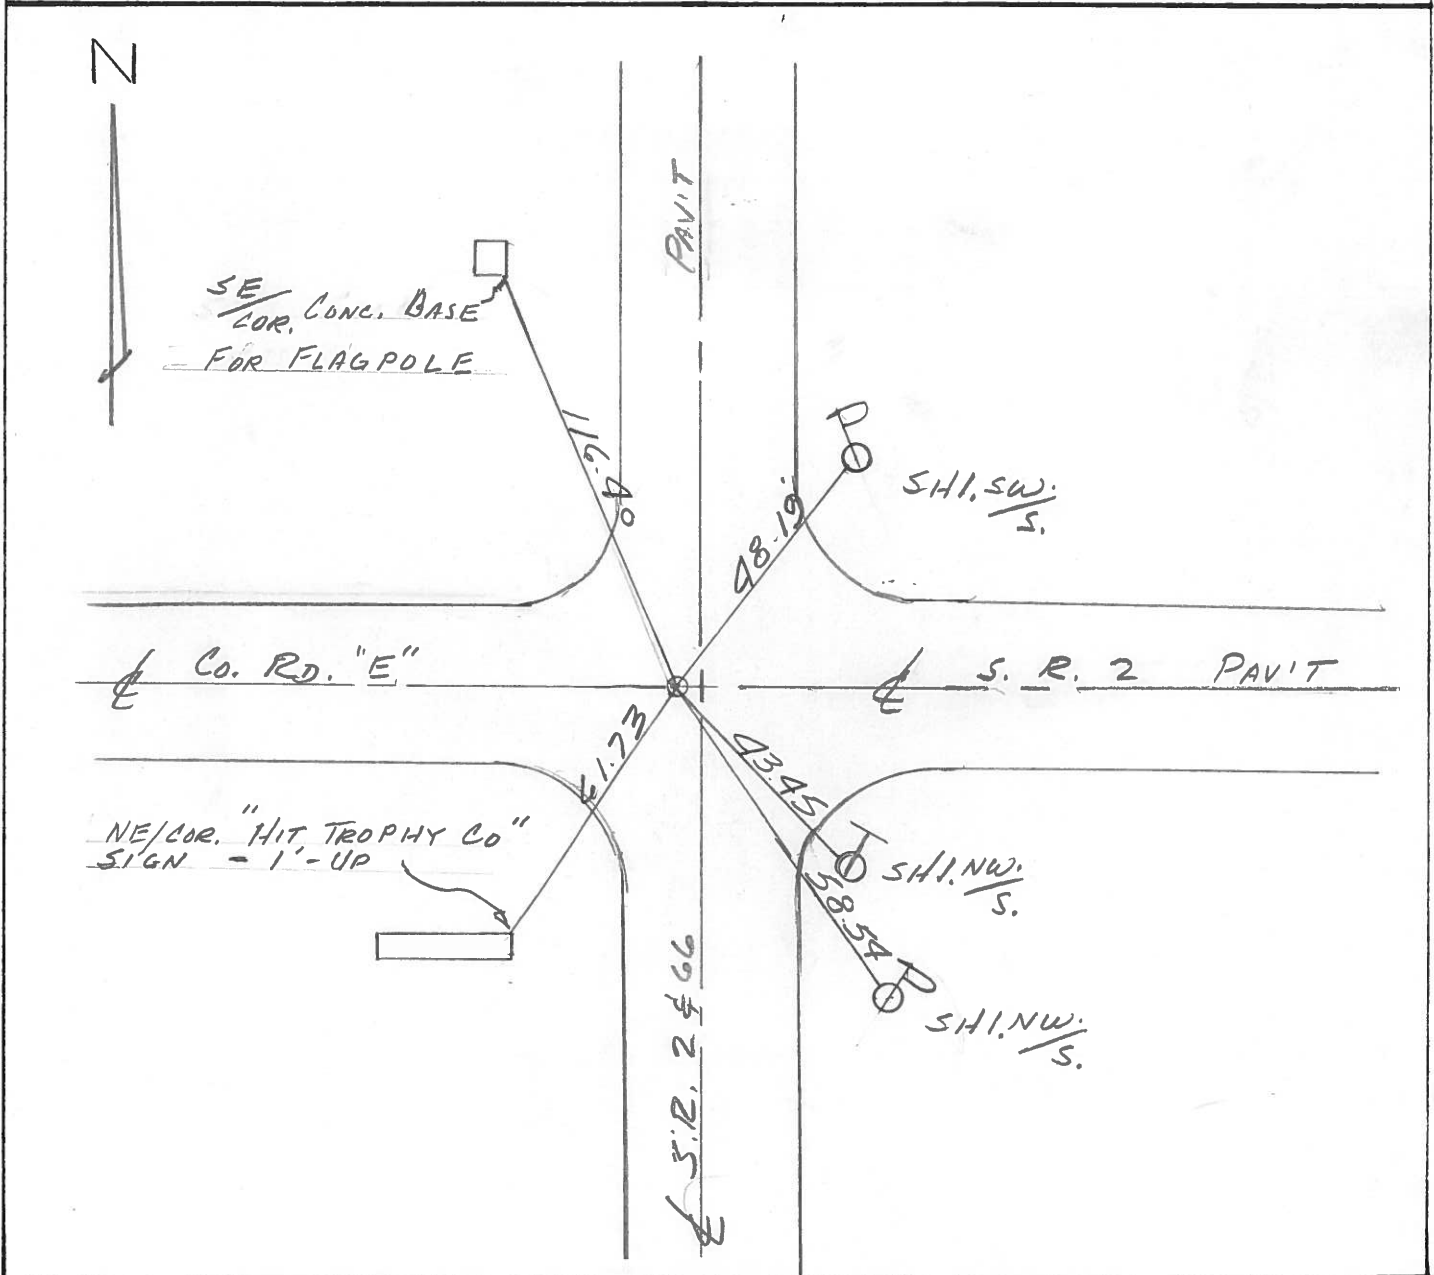 N
PAV'T
SE/COR. CONC. BASE
FOR FLAGPOLE
116.40
48.19'
SH1. SW./S.
℄ CO. RD. "E"
℄ S. R. 2 PAV'T
61.73
43.45
NE/COR. "HIT TROPHY CO"
SIGN - 1'-UP
SH1. NW./S.
58.54
SH1. NW./S.
℄ S.R. 2 & 66